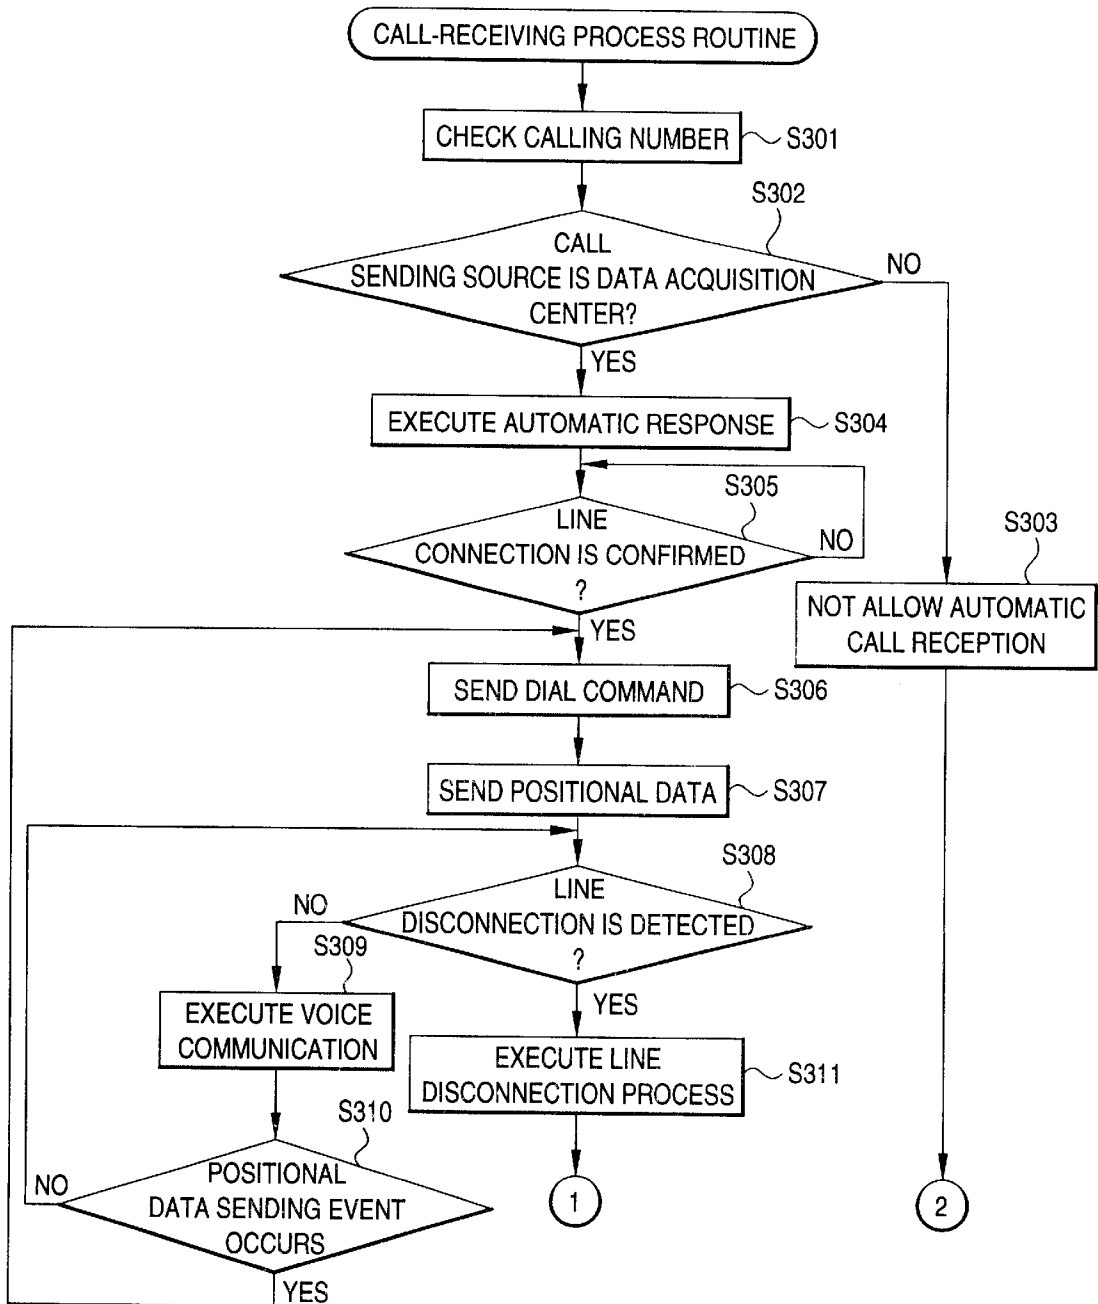 CALL-RECEIVING PROCESS ROUTINE
CHECK CALLING NUMBER
S301
S302
CALL
SENDING SOURCE IS DATA ACQUISITION
CENTER?
NO
YES
EXECUTE AUTOMATIC RESPONSE
S304
S305
LINE
CONNECTION IS CONFIRMED
?
NO
YES
S303
NOT ALLOW AUTOMATIC
CALL RECEPTION
SEND DIAL COMMAND
S306
SEND POSITIONAL DATA
S307
S308
LINE
DISCONNECTION IS DETECTED
?
NO
YES
S309
EXECUTE VOICE
COMMUNICATION
EXECUTE LINE
DISCONNECTION PROCESS
S311
S310
POSITIONAL
DATA SENDING EVENT
OCCURS
NO
YES
1
2